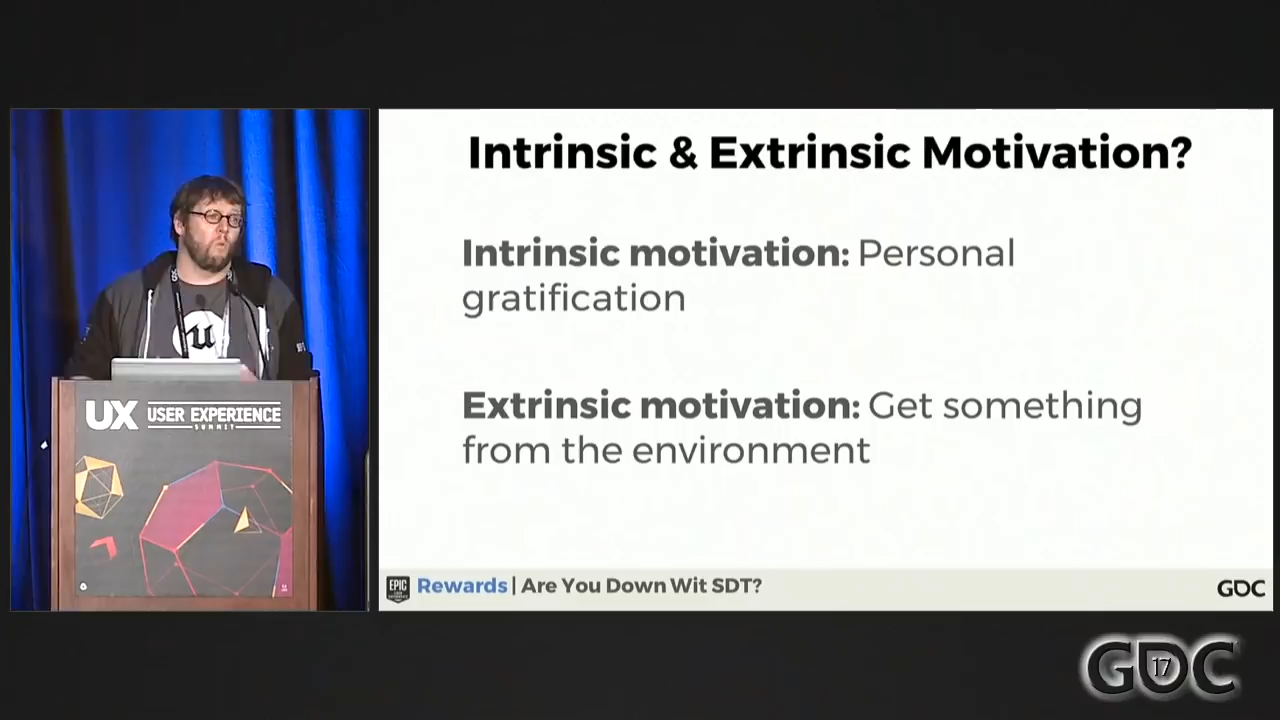 Intrinsic & Extrinsic Motivation?
Intrinsic motivation: Personal
gratification
Extrinsic motivation: Get something
from the environment
EPIC
Rewards | Are You Down Wit SDT?
GDC
UX USER EXPERIENCE
SUMMIT
GDC
17